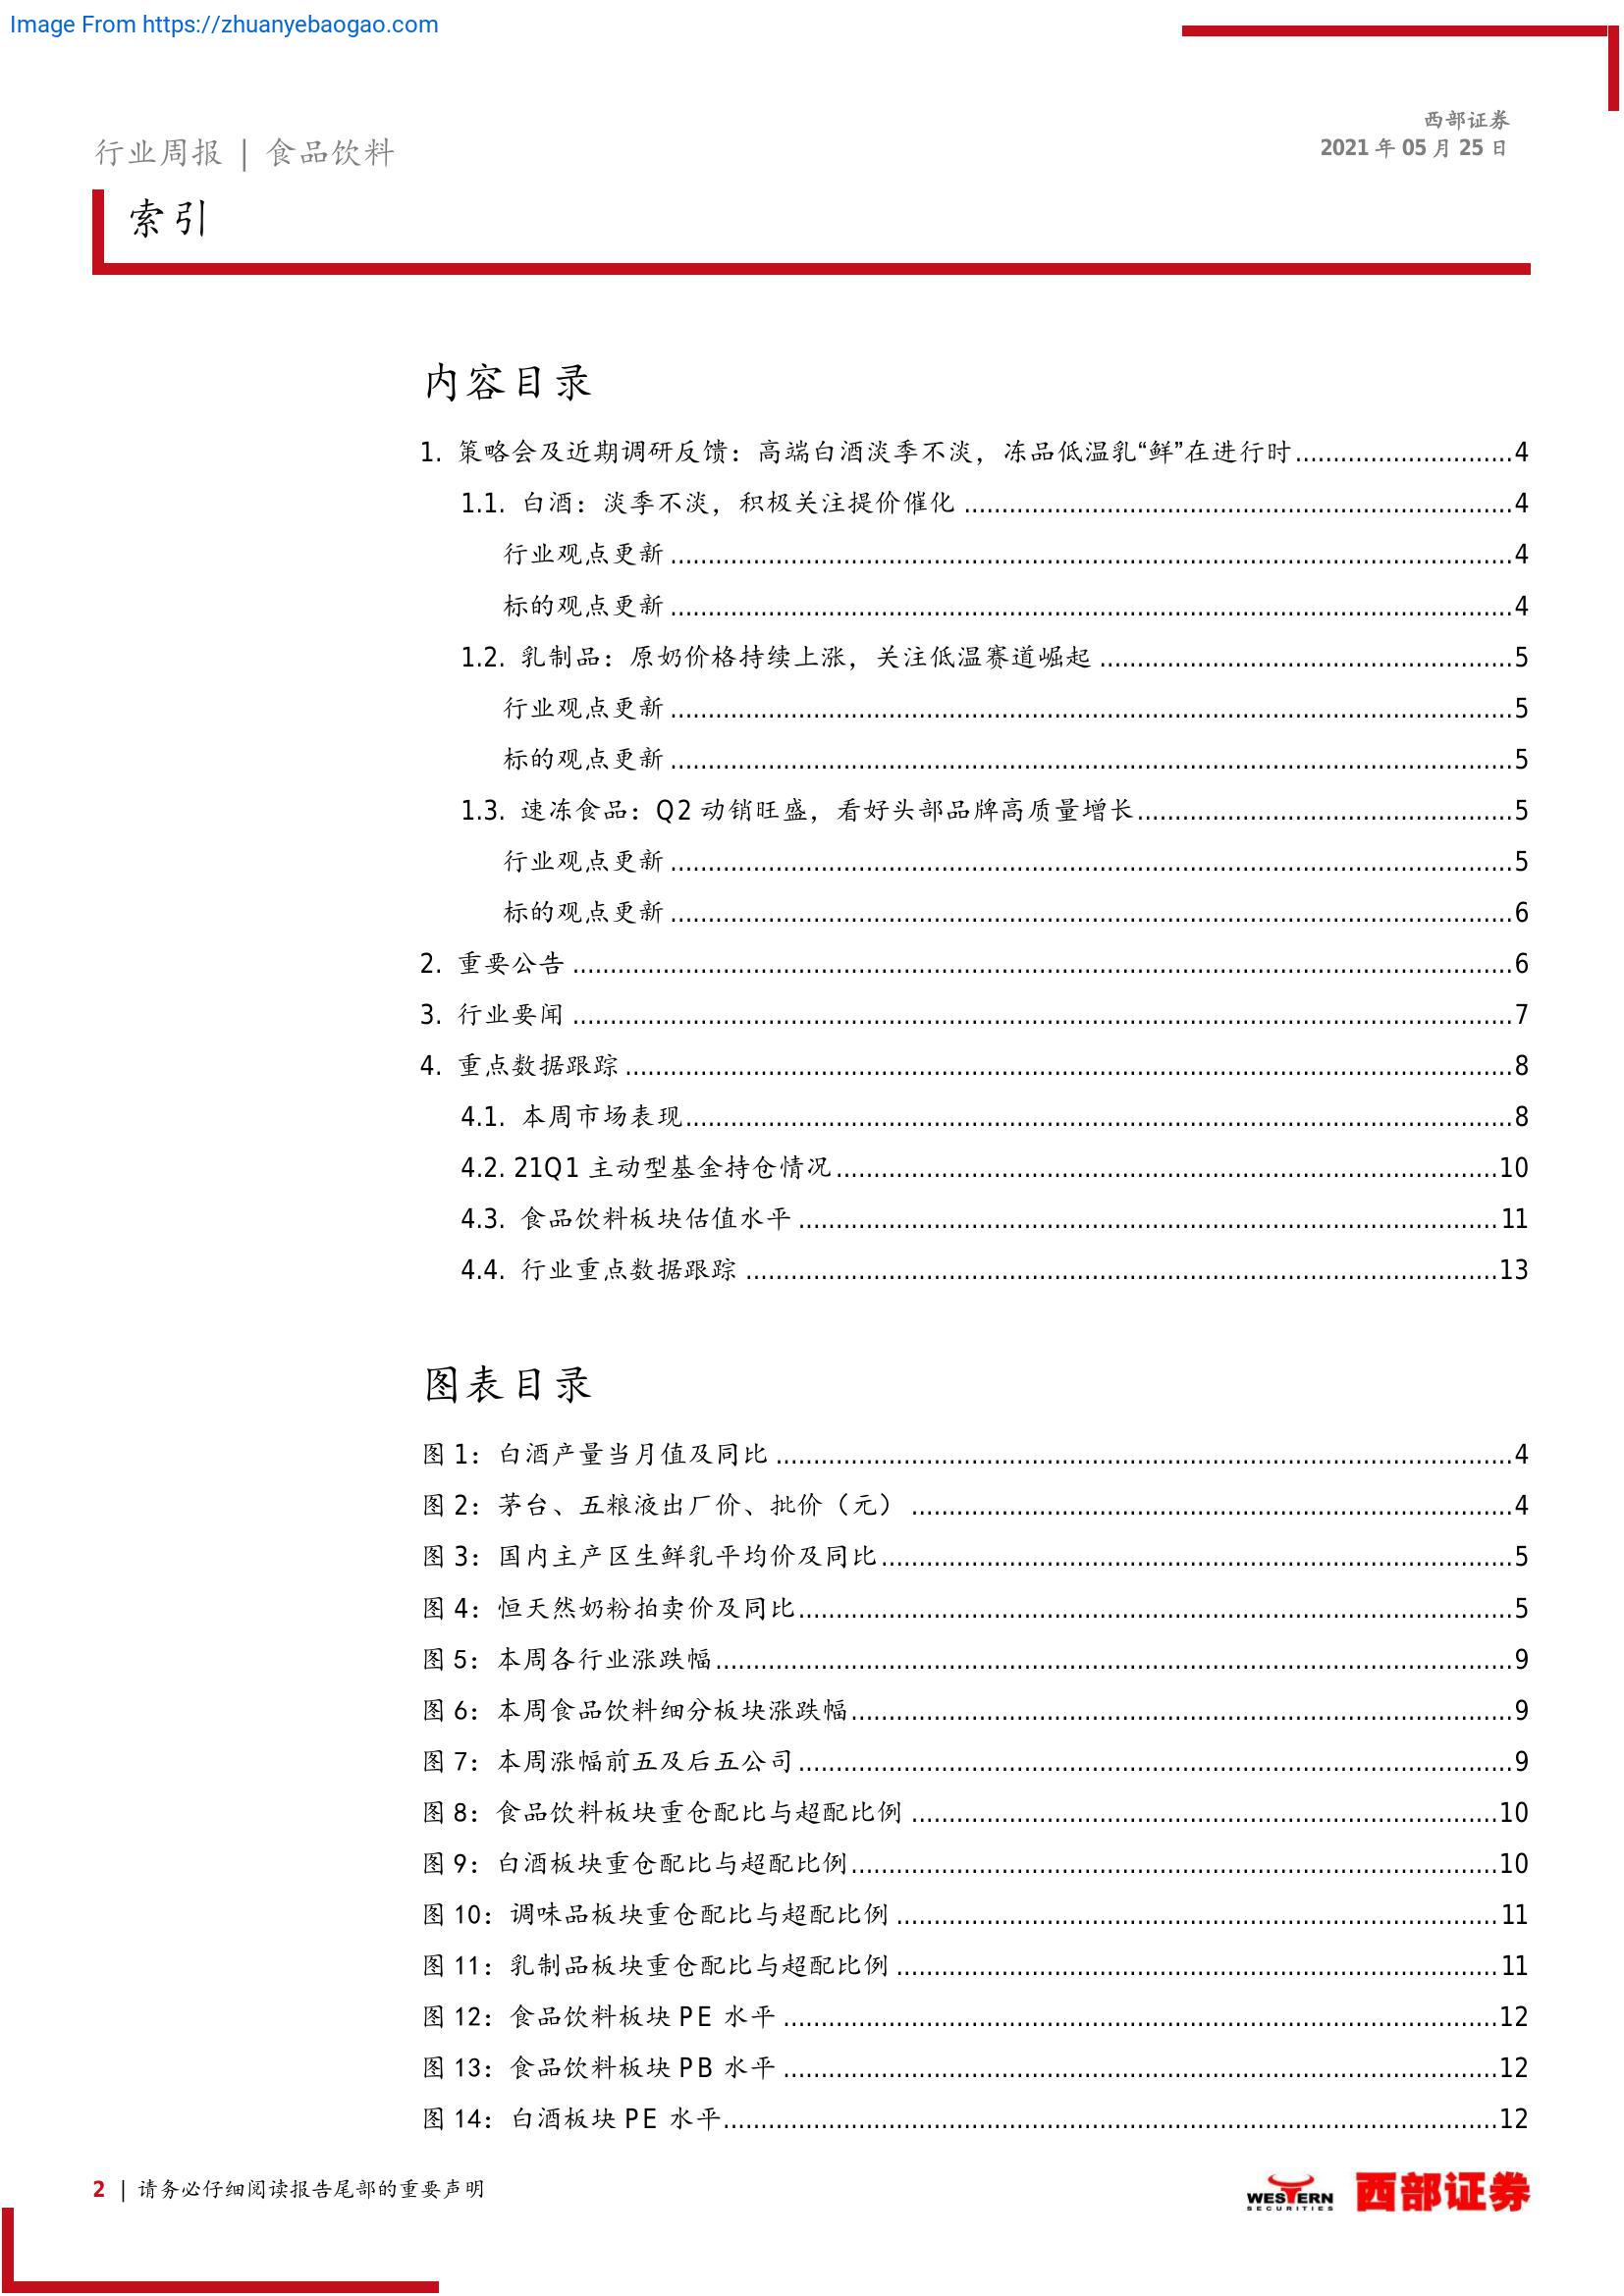 Image From https://zhuanyebaogao.com
西部证券
行业周报 | 食品饮料
2021 年 05 月 25 日
索引
内容目录
1. 策略会及近期调研反馈：高端白酒淡季不淡，冻品低温乳“鲜”在进行时............................4
1.1. 白酒：淡季不淡，积极关注提价催化............................4
行业观点更新............................4
标的观点更新............................4
1.2. 乳制品：原奶价格持续上涨，关注低温赛道崛起............................5
行业观点更新............................5
标的观点更新............................5
1.3. 速冻食品：Q2 动销旺盛，看好头部品牌高质量增长............................5
行业观点更新............................5
标的观点更新............................6
2. 重要公告............................6
3. 行业要闻............................7
4. 重点数据跟踪............................8
4.1. 本周市场表现............................8
4.2. 21Q1 主动型基金持仓情况............................10
4.3. 食品饮料板块估值水平............................11
4.4. 行业重点数据跟踪............................13
图表目录
图 1：白酒产量当月值及同比............................4
图 2：茅台、五粮液出厂价、批价（元）............................4
图 3：国内主产区生鲜乳平均价及同比............................5
图 4：恒天然奶粉拍卖价及同比............................5
图 5：本周各行业涨跌幅............................9
图 6：本周食品饮料细分板块涨跌幅............................9
图 7：本周涨幅前五及后五公司............................9
图 8：食品饮料板块重仓配比与超配比例............................10
图 9：白酒板块重仓配比与超配比例............................10
图 10：调味品板块重仓配比与超配比例............................11
图 11：乳制品板块重仓配比与超配比例............................11
图 12：食品饮料板块 PE 水平............................12
图 13：食品饮料板块 PB 水平............................12
图 14：白酒板块 PE 水平............................12
2 | 请务必仔细阅读报告尾部的重要声明
WESTERN
SECURITIES
西部证券